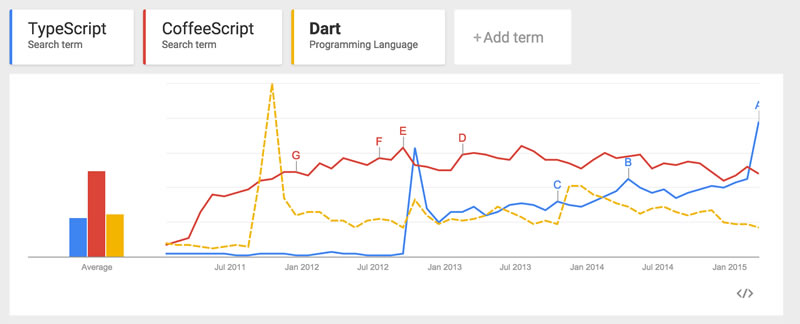 TypeScript
Search term
CoffeeScript
Search term
Dart
Programming Language
+Add term
A
E
F
D
G
B
C
Average
Jul 2011
Jan 2012
Jul 2012
Jan 2013
Jul 2013
Jan 2014
Jul 2014
Jan 2015
</>